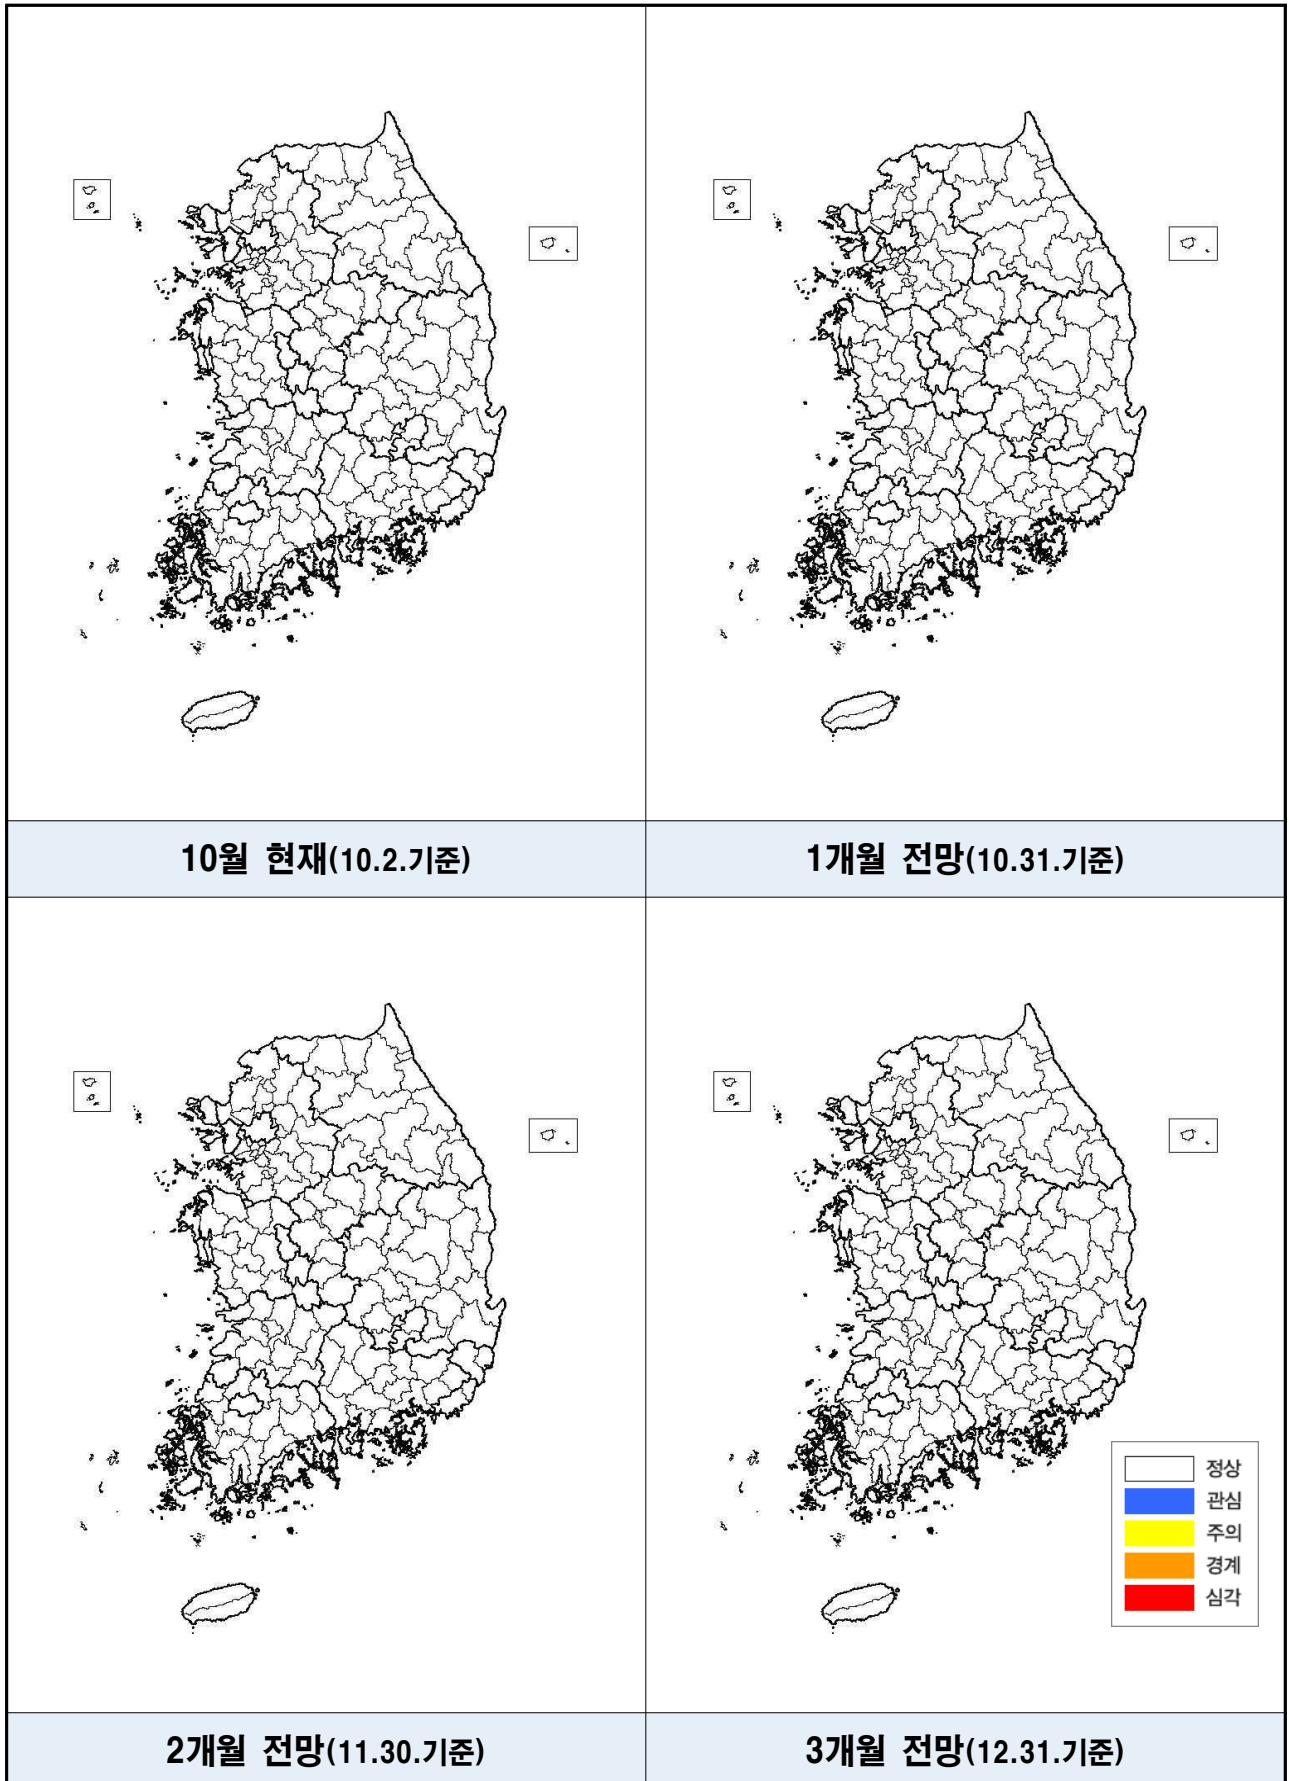 10월 현재(10.2.기준)
1개월 전망(10.31.기준)
정상
관심
주의
경계
심각
2개월 전망(11.30.기준)
3개월 전망(12.31.기준)